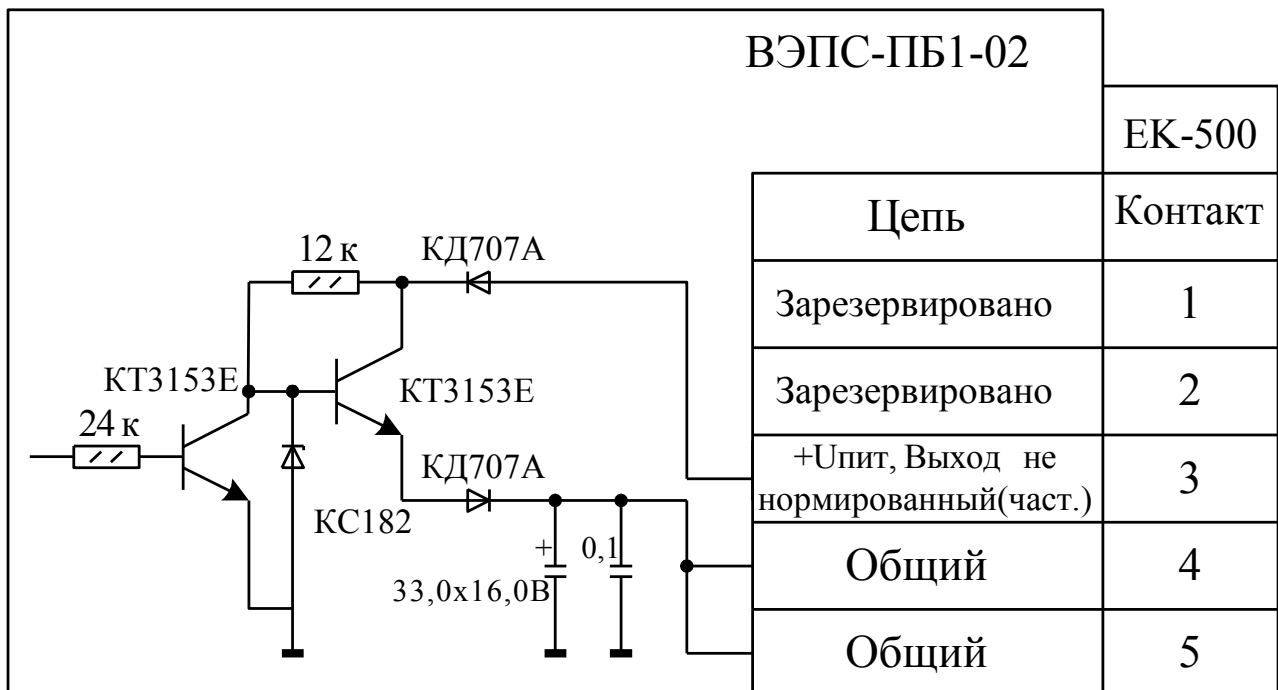 ВЭПС-ПБ1-02
EK-500
Цепь
Контакт
12 к
КД707А
Зарезервировано
1
КТ3153Е
КТ3153Е
Зарезервировано
2
24 к
КД707А
+Uпит, Выход не
нормированный(част.)
3
КС182
+
0,1
33,0х16,0В
Общий
4
Общий
5